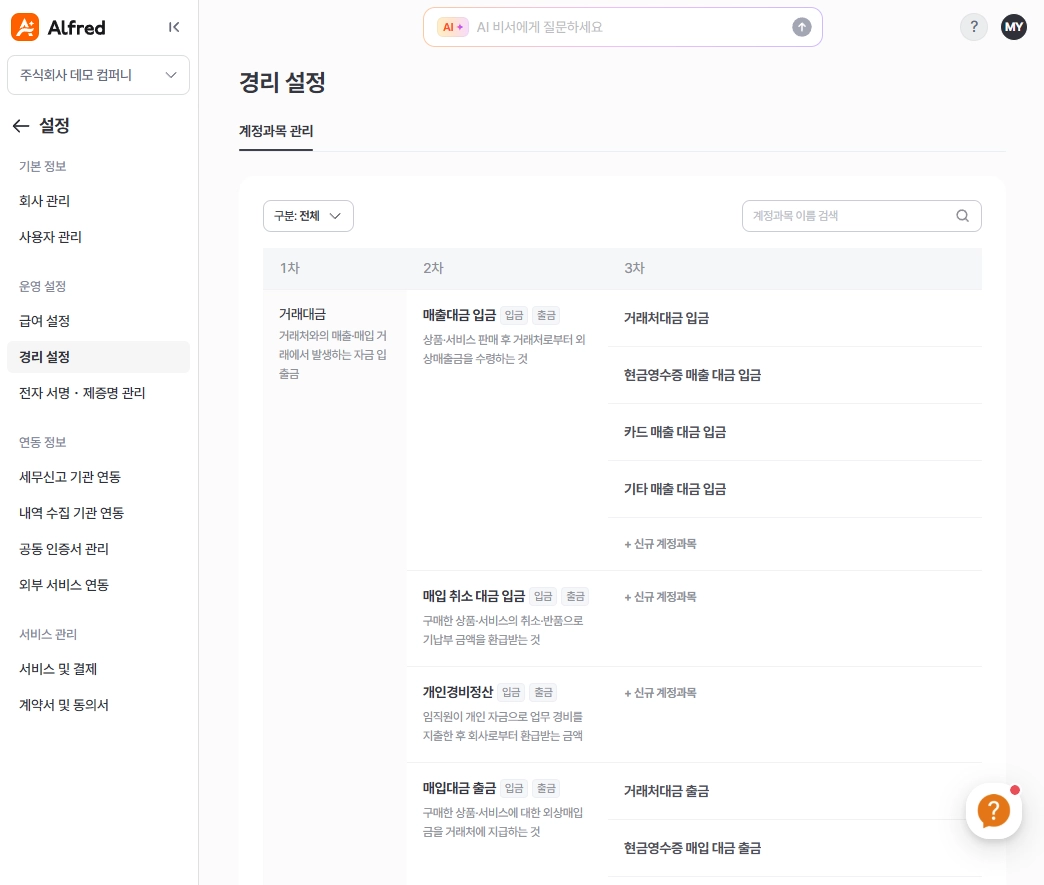 Alfred
AI 비서에게 질문하세요
?
MY
주식회사 데모 컴퍼니
설정
기본 정보
회사 관리
사용자 관리
운영 설정
급여 설정
경리 설정
전자 서명・제증명 관리
연동 정보
세무신고 기관 연동
내역 수집 기관 연동
공동 인증서 관리
외부 서비스 연동
서비스 관리
서비스 및 결제
계약서 및 동의서
경리 설정
계정과목 관리
구분: 전체
계정과목 이름 검색
1차 2차 3차
거래대금
거래처와의 매출·매입 거
래에서 발생하는 자금 입
출금
매출대금 입금 입금 출금
상품·서비스 판매 후 거래처로부터 외
상매출금을 수령하는 것
거래처대금 입금
현금영수증 매출 대금 입금
카드 매출 대금 입금
기타 매출 대금 입금
+ 신규 계정과목
매입 취소 대금 입금 입금 출금
구매한 상품·서비스의 취소·반품으로
기납부 금액을 환급받는 것
+ 신규 계정과목
개인경비정산 입금 출금
임직원이 개인 자금으로 업무 경비를
지출한 후 회사로부터 환급받는 금액
+ 신규 계정과목
매입대금 출금 입금 출금
구매한 상품·서비스에 대한 외상매입
금을 거래처에 지급하는 것
거래처대금 출금
현금영수증 매입 대금 출금
?